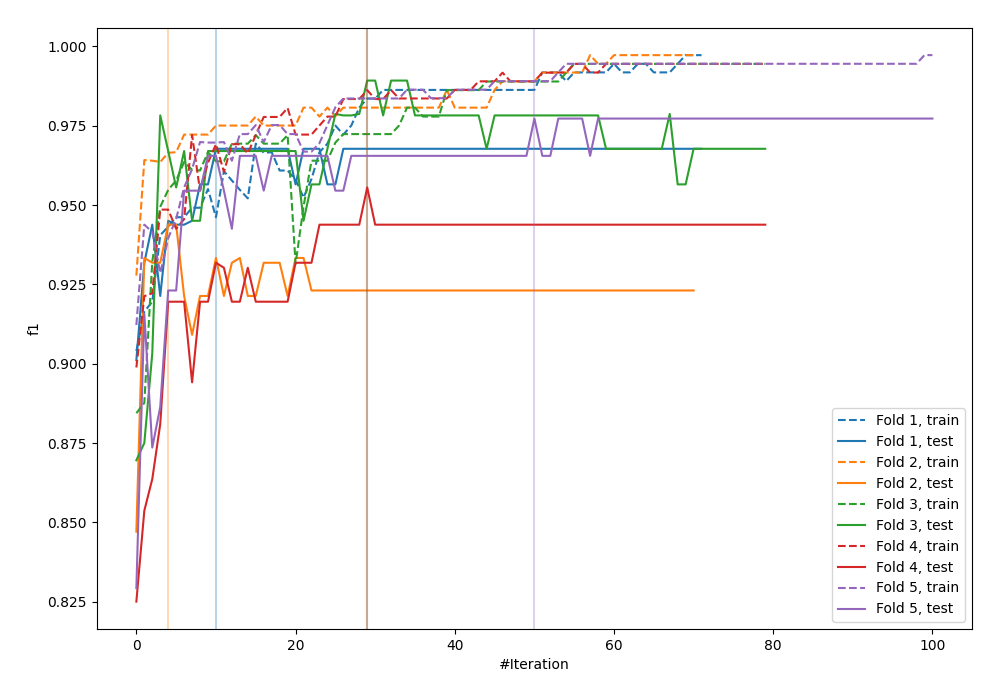 1.000
0.975
0.950
0.925
0.900
0.875
0.850
0.825
f1
0
20
40
60
80
100
#Iteration
Fold 1, train
Fold 1, test
Fold 2, train
Fold 2, test
Fold 3, train
Fold 3, test
Fold 4, train
Fold 4, test
Fold 5, train
Fold 5, test